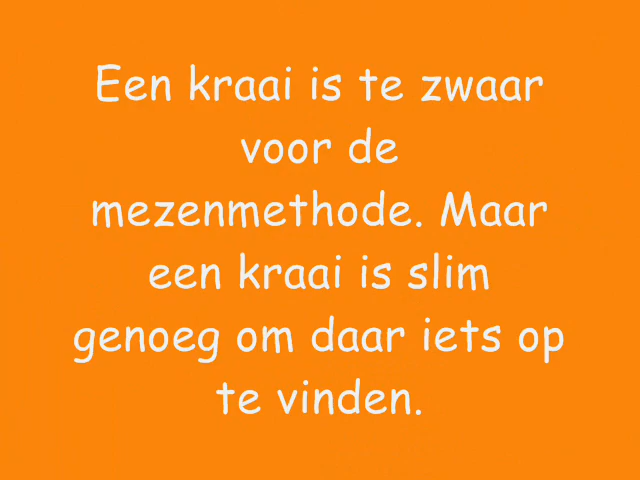 Een kraai is te zwaar
voor de
mezenmethode. Maar
een kraai is slim
genoeg om daar iets op
te vinden.